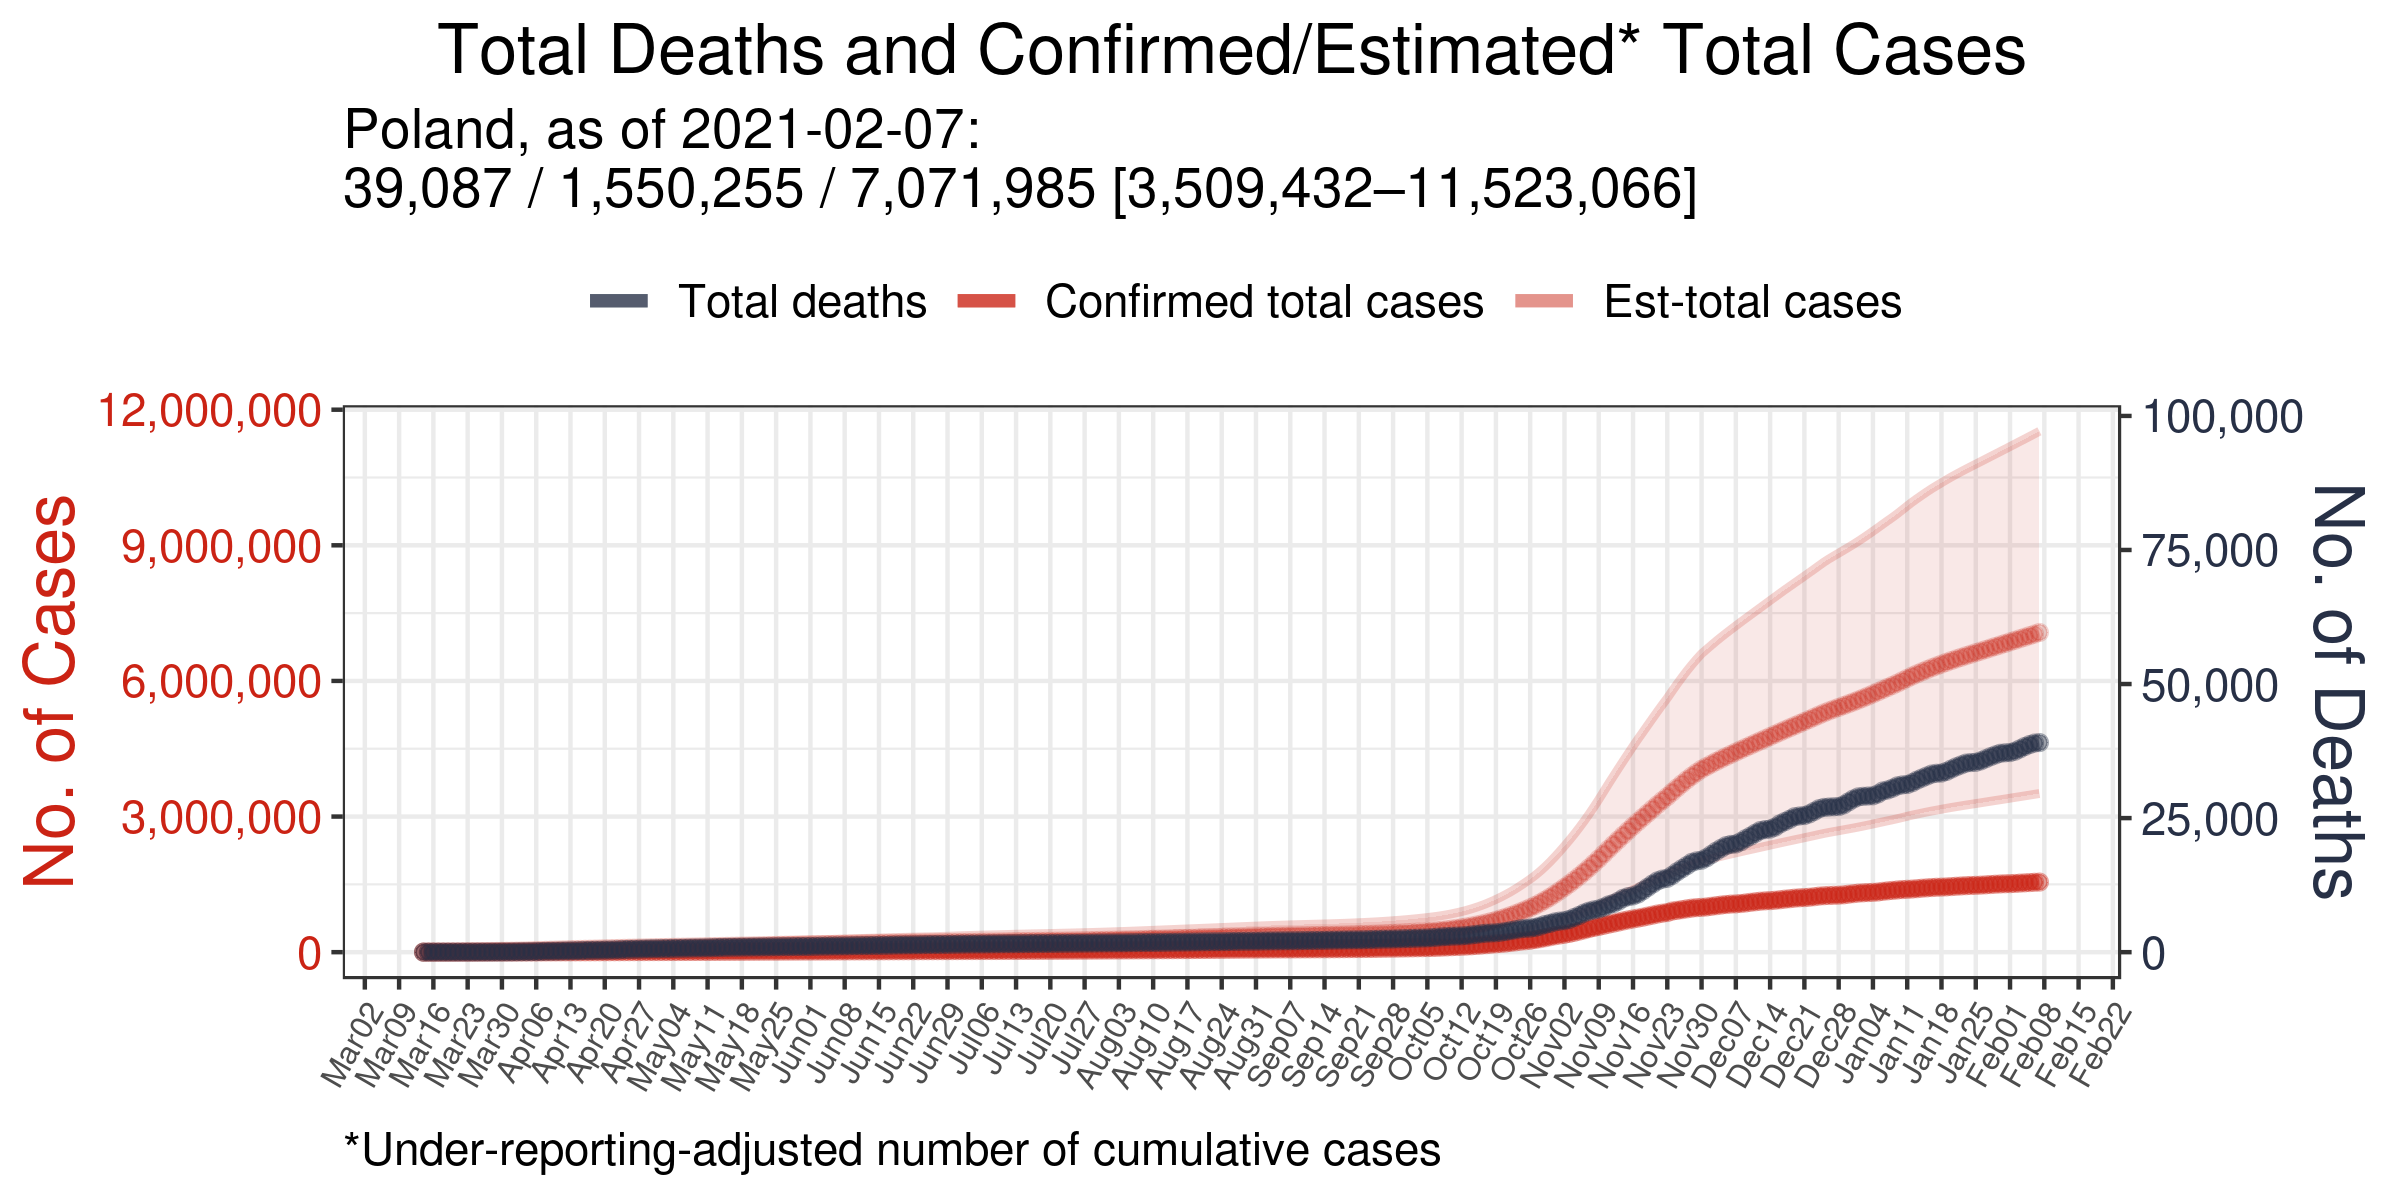 Total Deaths and Confirmed/Estimated* Total Cases
Poland, as of 2021-02-07:
39,087 / 1,550,255 / 7,071,985 [3,509,432–11,523,066]
Total deaths
Confirmed total cases
Est-total cases
No. of Cases
12,000,000
9,000,000
6,000,000
3,000,000
0
100,000
75,000
50,000
25,000
0
No. of Deaths
Mar02
Mar09
Mar16
Mar23
Mar30
Apr06
Apr13
Apr20
Apr27
May04
May11
May18
May25
Jun01
Jun08
Jun15
Jun22
Jun29
Jul06
Jul13
Jul20
Jul27
Aug03
Aug10
Aug17
Aug24
Aug31
Sep07
Sep14
Sep21
Sep28
Oct05
Oct12
Oct19
Oct26
Nov02
Nov09
Nov16
Nov23
Nov30
Dec07
Dec14
Dec21
Dec28
Jan04
Jan11
Jan18
Jan25
Feb01
Feb08
Feb15
Feb22
*Under-reporting-adjusted number of cumulative cases